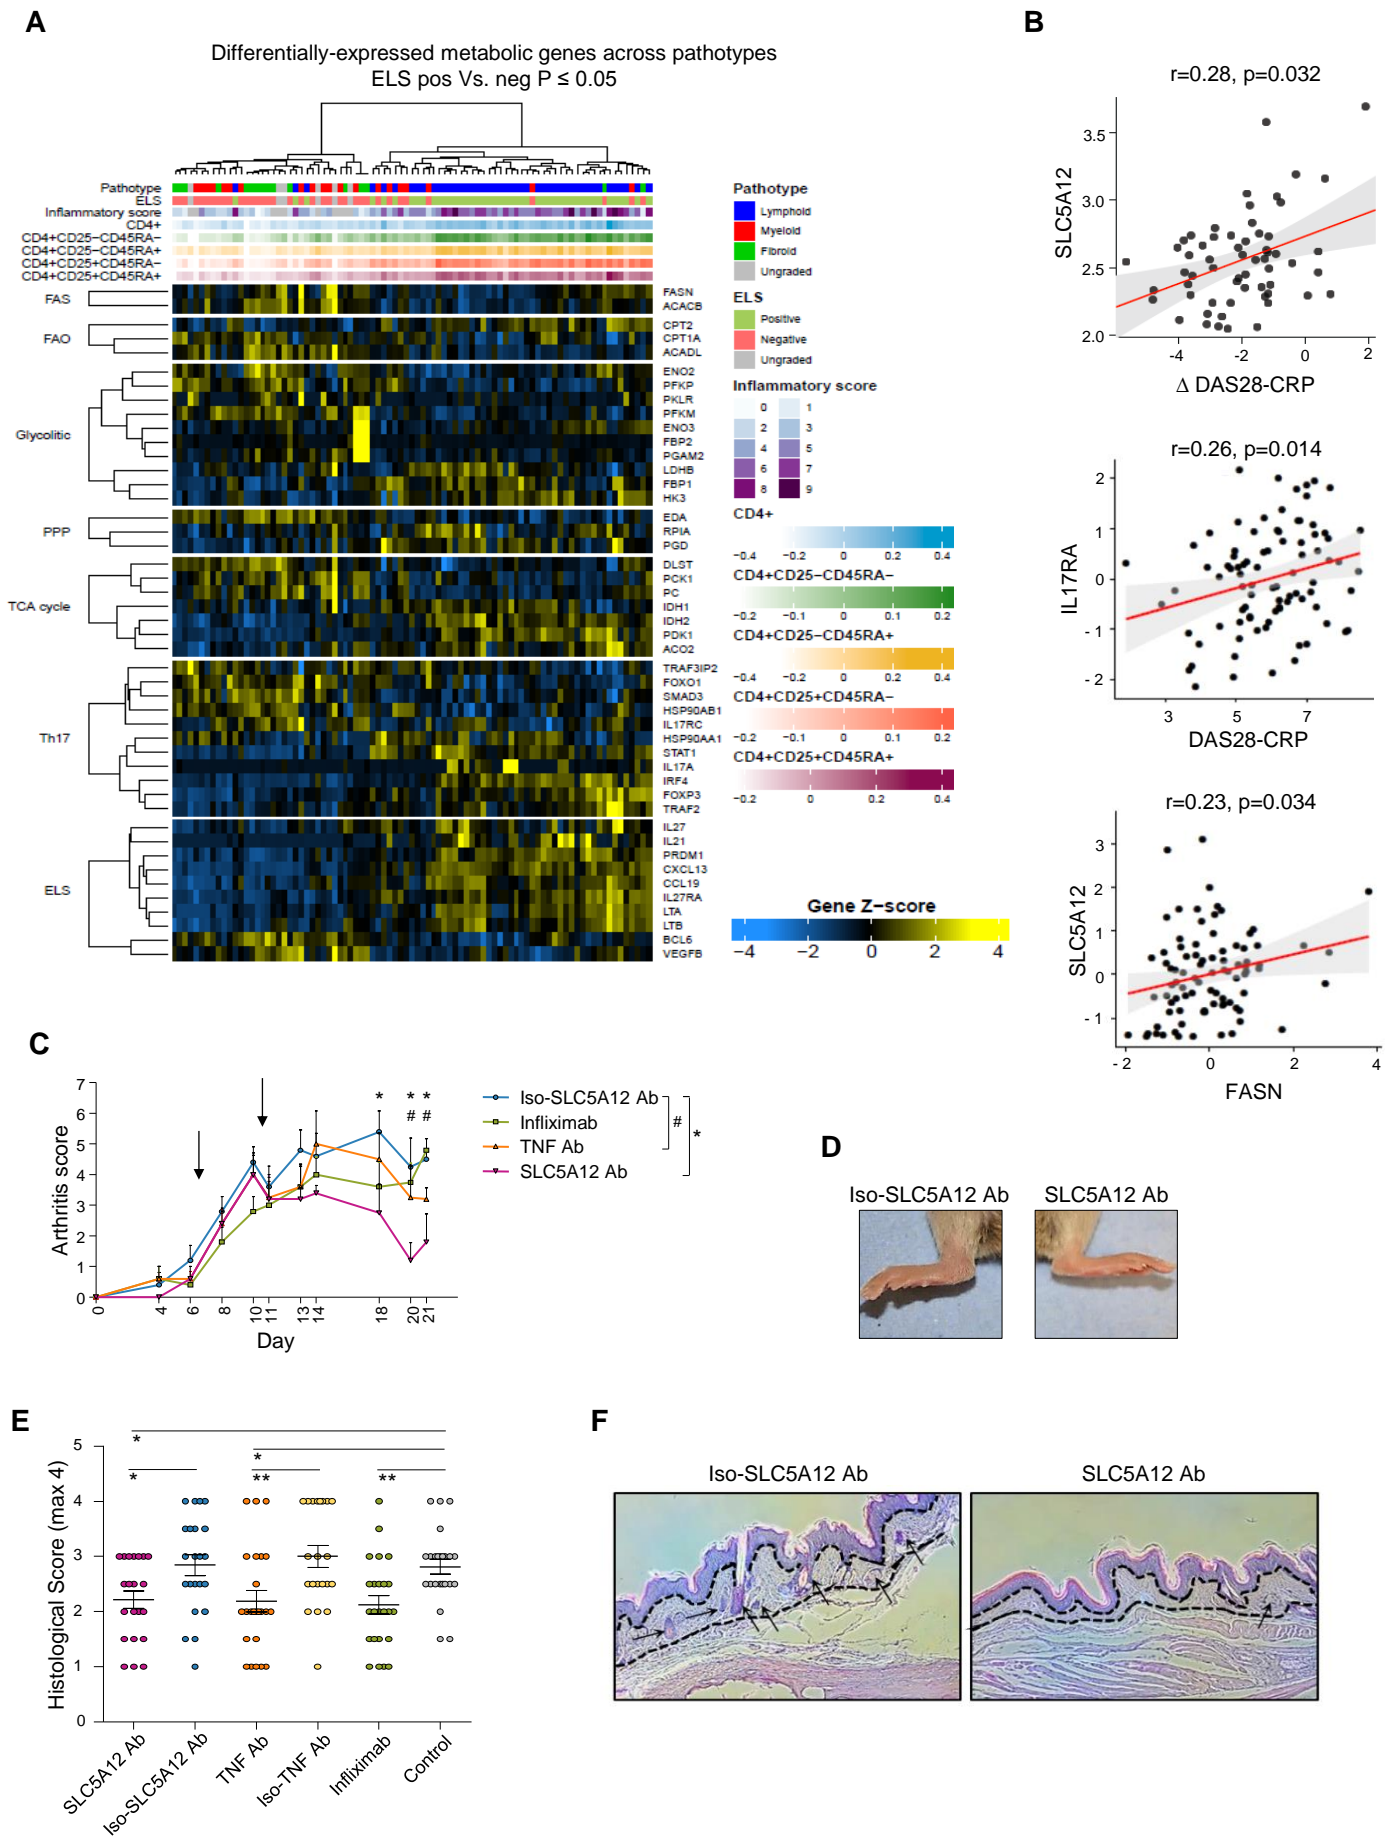 A
Differentially-expressed metabolic genes across pathotypes
ELS pos Vs. neg P ≤ 0.05
Pathotype
ELS
Inflammatory score
CD4+
CD4+CD25−CD45RA−
CD4+CD25−CD45RA+
CD4+CD25+CD45RA−
CD4+CD25+CD45RA+
FAS
FAO
Glycolitic
PPP
TCA cycle
Th17
ELS
FASN
ACACB
CPT2
CPT1A
ACADL
ENO2
PFKP
PKLR
PFKM
ENO3
FBP2
PGAM2
LDHB
FBP1
HK3
EDA
RPIA
PGD
DLST
PCK1
PC
IDH1
IDH2
PDK1
ACO2
TRAF3IP2
FOXO1
SMAD3
HSP90AB1
IL17RC
HSP90AA1
STAT1
IL17A
IRF4
FOXP3
TRAF2
IL27
IL21
PRDM1
CXCL13
CCL19
IL27RA
LTA
LTB
BCL6
VEGFB
Pathotype
Lymphoid
Myeloid
Fibroid
Ungraded
ELS
Positive
Negative
Ungraded
Inflammatory score
0 1
2 3
4 5
6 7
8 9
CD4+
−0.4 −0.2 0 0.2 0.4
CD4+CD25−CD45RA−
−0.2 −0.1 0 0.1 0.2
CD4+CD25−CD45RA+
−0.4 −0.2 0 0.2 0.4
CD4+CD25+CD45RA−
−0.2 −0.1 0 0.1 0.2
CD4+CD25+CD45RA+
−0.2 0 0.2 0.4
Gene Z−score
−4 −2 0 2 4
B
r=0.28, p=0.032
SLC5A12
3.5
3.0
2.5
2.0
-4 -2 0 2
Δ DAS28-CRP
r=0.26, p=0.014
IL17RA
2
1
0
- 1
- 2
3 5 7
DAS28-CRP
r=0.23, p=0.034
SLC5A12
3
2
1
0
- 1
- 2 0 2 4
FASN
C
Arthritis score
7
6
5
4
3
2
1
0
0 4 6 8 10 11 13 14 18 20 21
Day
* * *
# #
Iso-SLC5A12 Ab
Infliximab
TNF Ab
SLC5A12 Ab
# *
D
Iso-SLC5A12 Ab SLC5A12 Ab
E
Histological Score (max 4)
5
4
3
2
1
0
*
*
* ** **
SLC5A12 Ab
Iso-SLC5A12 Ab
TNF Ab
Iso-TNF Ab
Infliximab
Control
F
Iso-SLC5A12 Ab SLC5A12 Ab